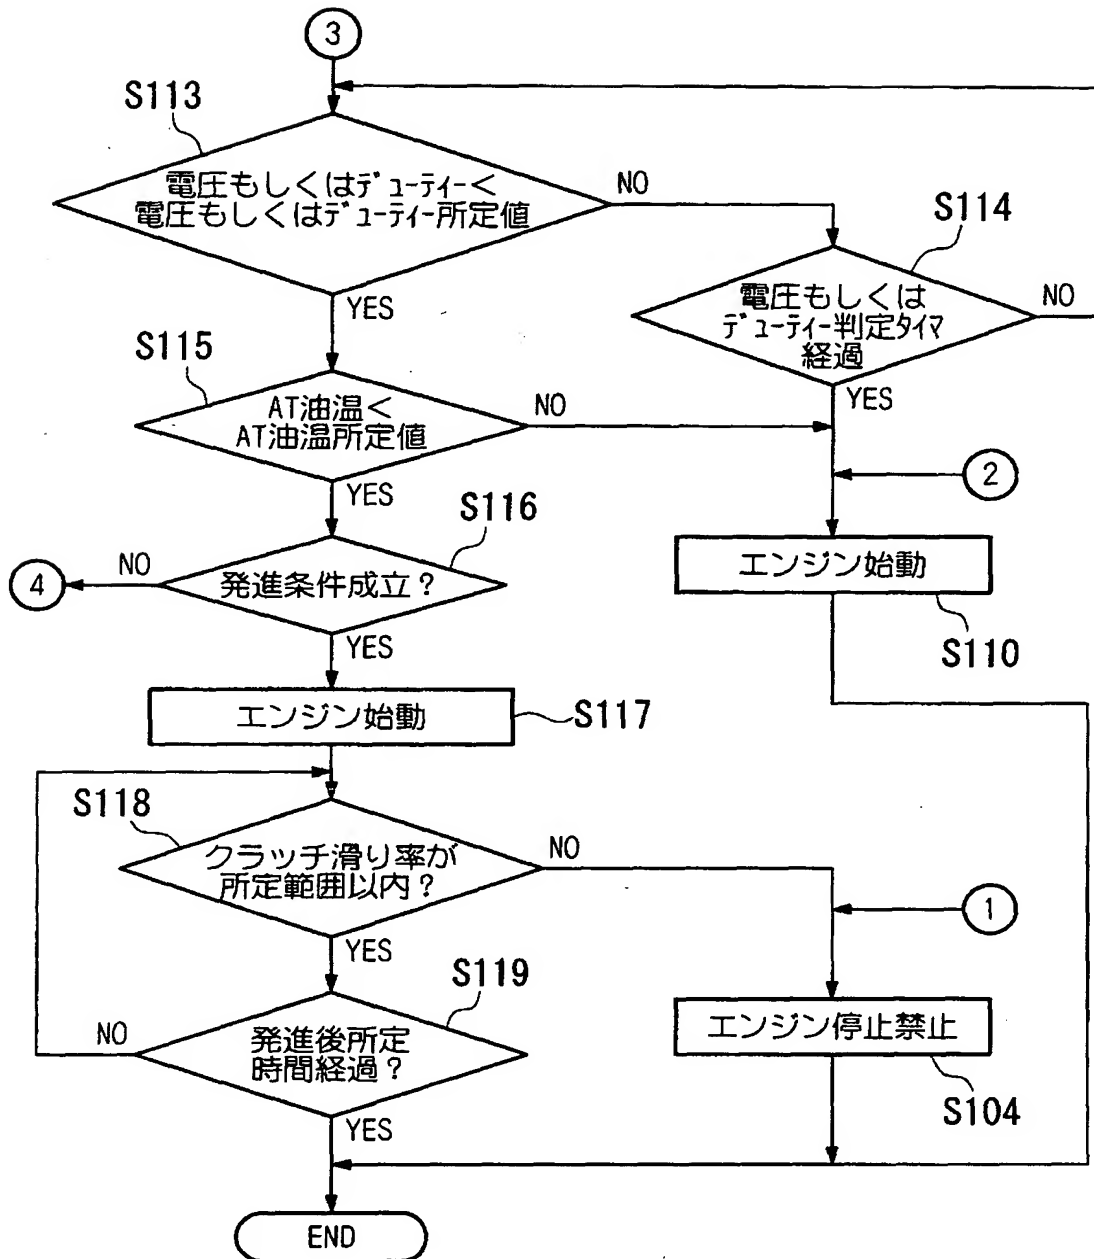 3
S113
電圧もしくはデューティー<
電圧もしくはデューティー所定値
NO
YES
S114
電圧もしくは
デューティー判定タイマ
経過
NO
YES
S115
AT油温<
AT油温所定値
NO
YES
2
S116
発進条件成立?
NO
4
YES
エンジン始動
S110
エンジン始動
S117
S118
クラッチ滑り率が
所定範囲以内?
NO
YES
1
S119
発進後所定
時間経過?
NO
YES
エンジン停止禁止
S104
END